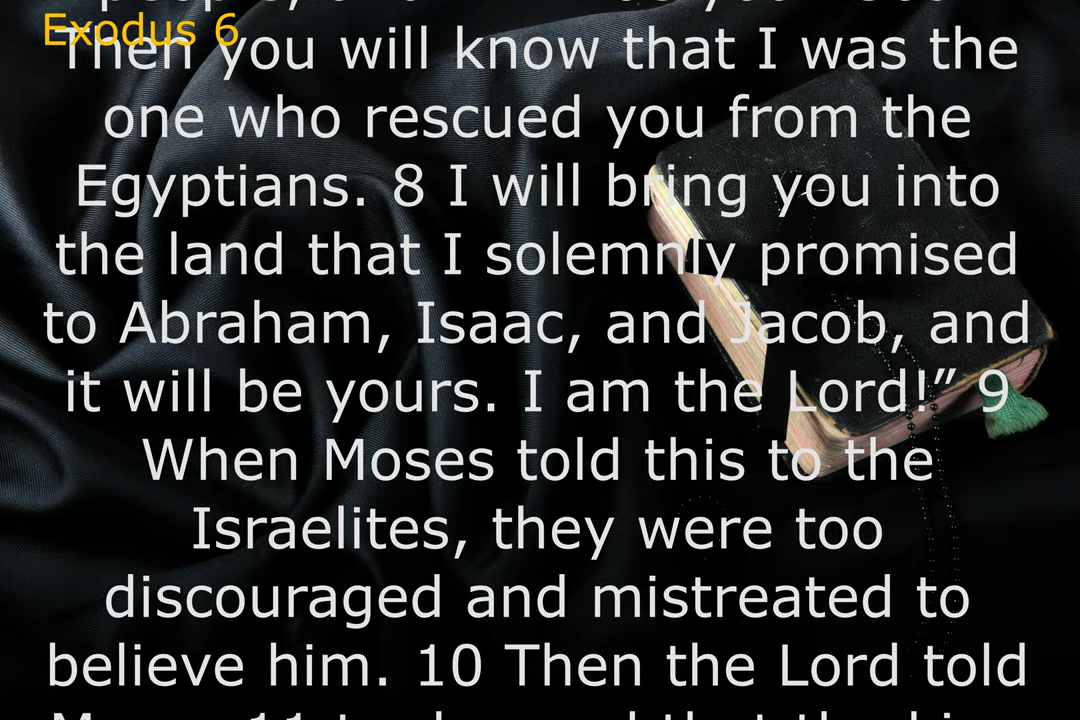 Exodus 6
Then you will know that I was the
one who rescued you from the
Egyptians. 8 I will bring you into
the land that I solemnly promised
to Abraham, Isaac, and Jacob, and
it will be yours. I am the Lord!” 9
When Moses told this to the
Israelites, they were too
discouraged and mistreated to
believe him. 10 Then the Lord told